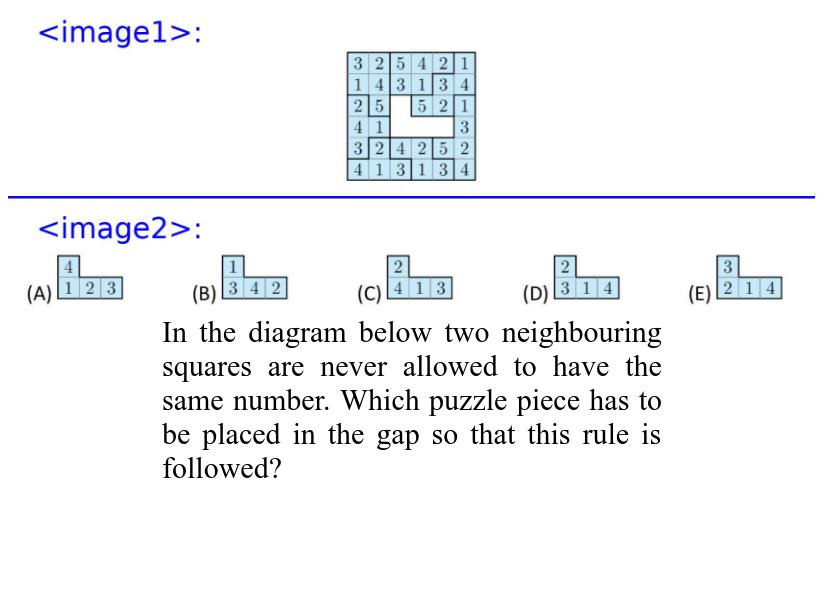 <image1>:
3 2 5 4 2 1
1 4 3 1 3 4
2 5 5 2 1
4 1 3
3 2 4 2 5 2
4 1 3 1 3 4
<image2>:
(A) 4 1 2 3 (B) 1 3 4 2 (C) 2 4 1 3 (D) 2 3 1 4 (E) 3 2 1 4
In the diagram below two neighbouring
squares are never allowed to have the
same number. Which puzzle piece has to
be placed in the gap so that this rule is
followed?